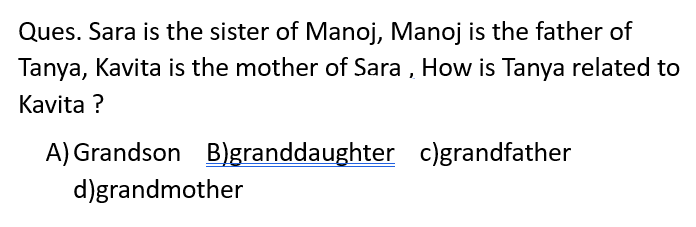 Ques. Sara is the sister of Manoj, Manoj is the father of
Tanya, Kavita is the mother of Sara , How is Tanya related to
Kavita ?
A) Grandson B)granddaughter c)grandfather
d)grandmother